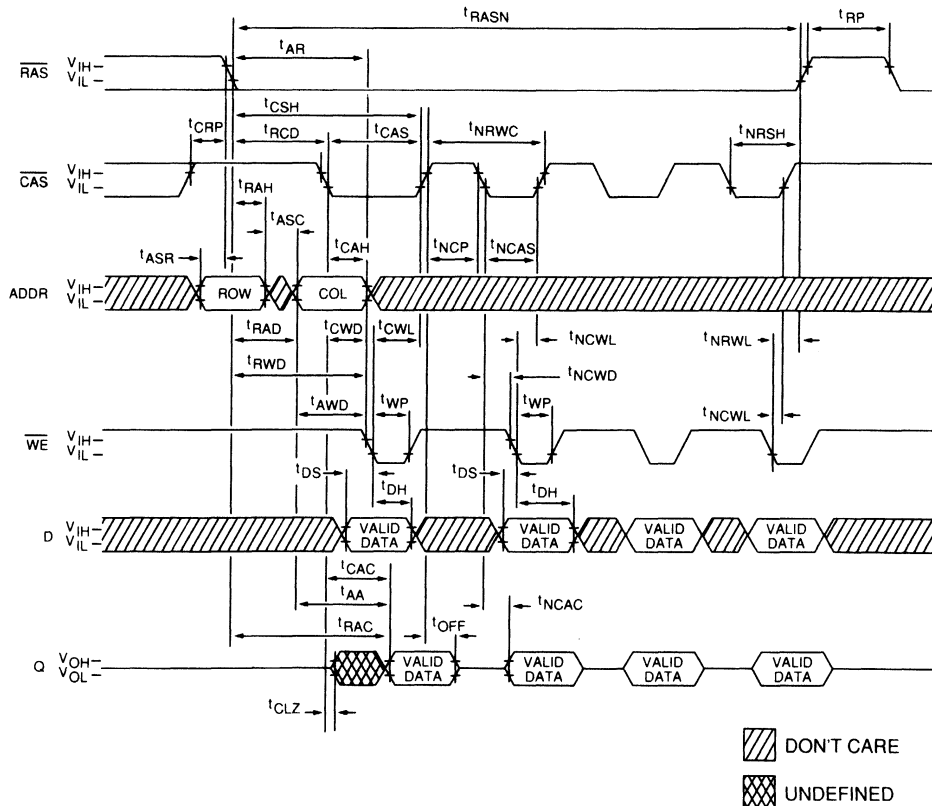 tRASN
tRP
tAR
RAS VIH VIL
tCSH
tCRP tRCD tCAS tNRWC tNRSH
CAS VIH VIL
tRAH
tASC
tASR tCAH tNCP tNCAS
ADDR VIH VIL ROW COL
tRAD tCWD tCWL tNCWL tNRWL
tRWD tNCWD
tAWD tWP tWP tNCWL
WE VIH VIL
tDS tDS
tDH tDH
D VIH VIL VALID DATA VALID DATA VALID DATA VALID DATA
tCAC
tAA tNCAC
tRAC tOFF
Q VOH VOL VALID DATA VALID DATA VALID DATA VALID DATA
tCLZ
DON'T CARE
UNDEFINED